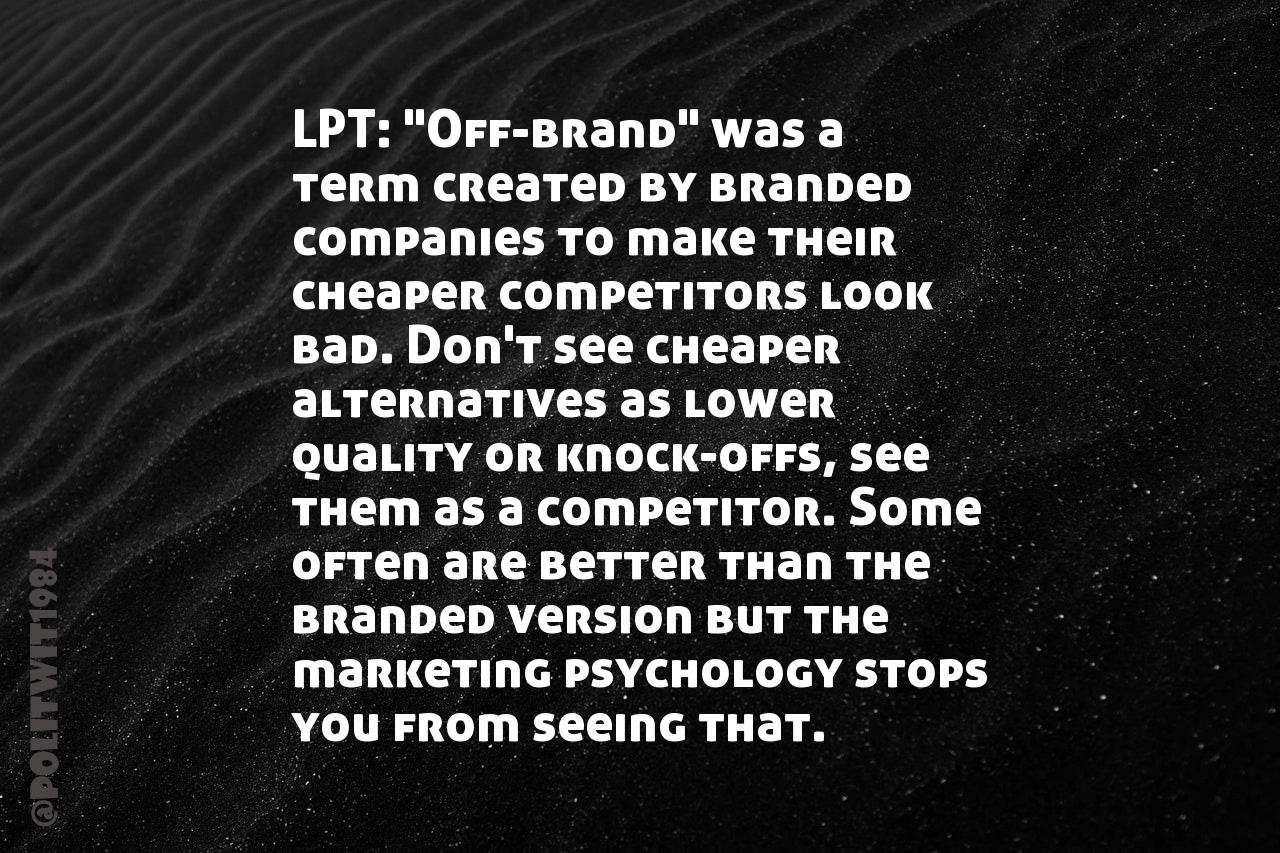 LPT: "Off-brand" was a
term created by branded
companies to make their
cheaper competitors look
bad. Don't see cheaper
alternatives as lower
quality or knock-offs, see
them as a competitor. Some
often are better than the
branded version but the
marketing psychology stops
you from seeing that.
@POLITWIT1984